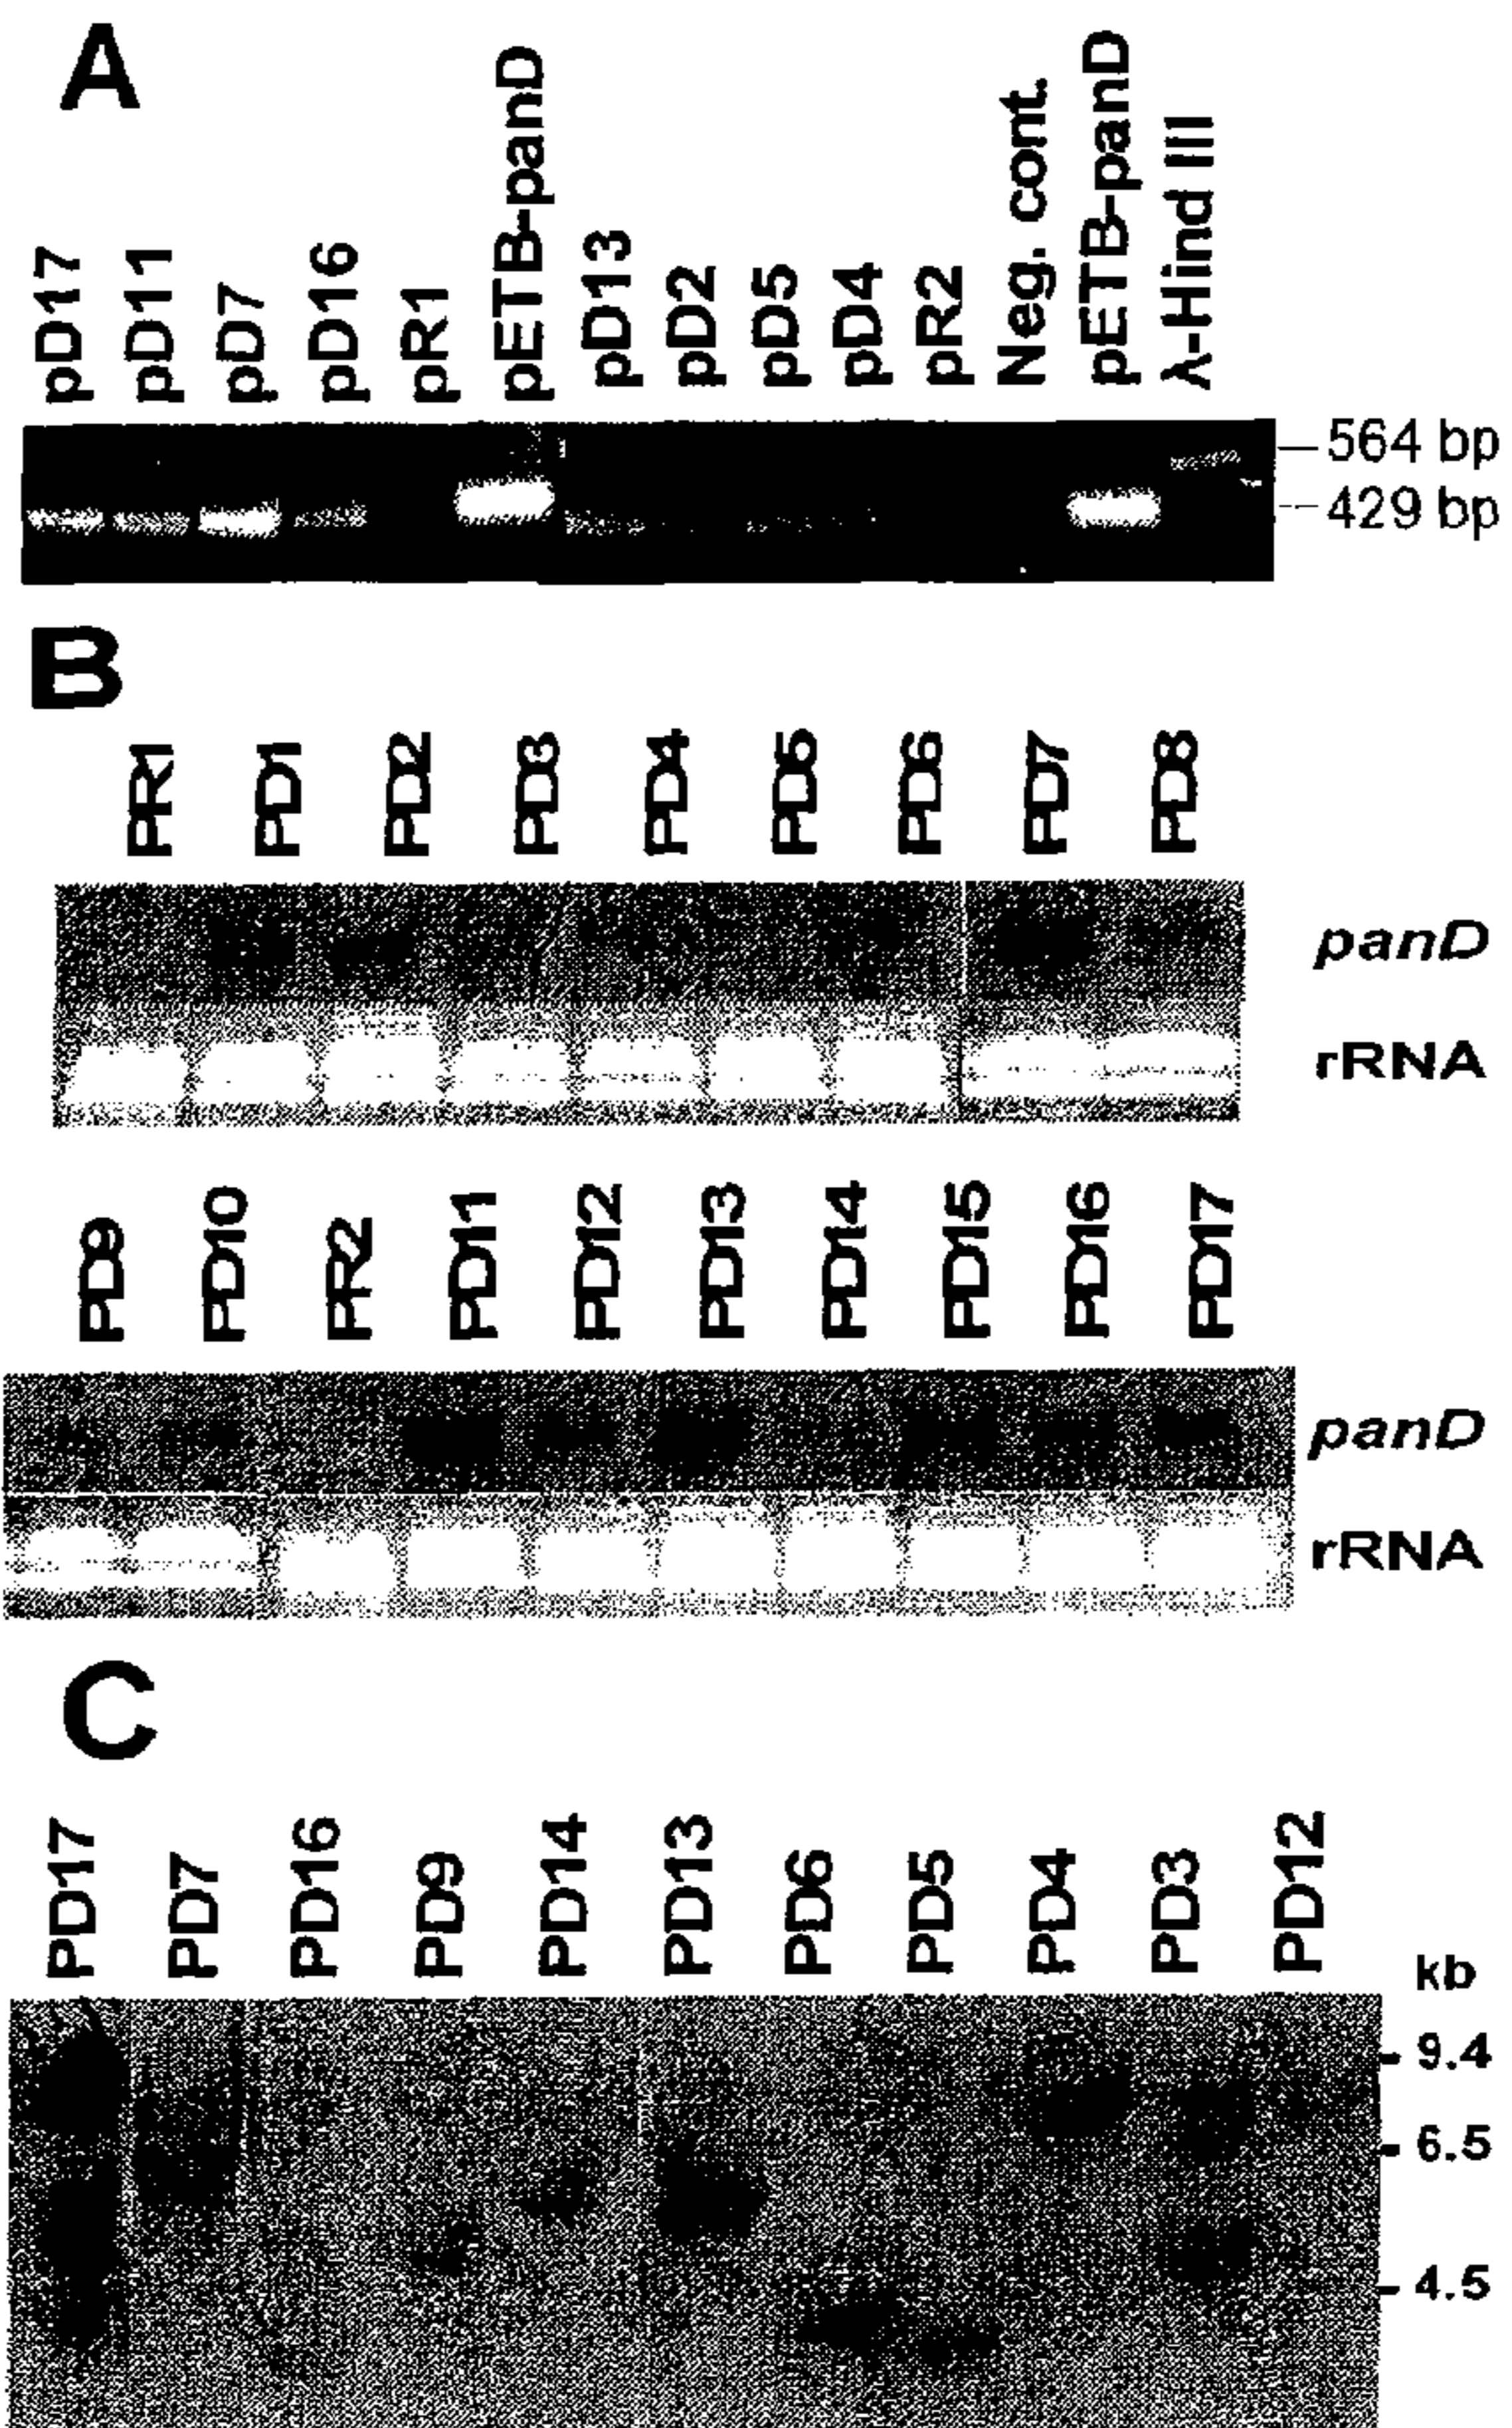 A
pD17 pD11 pD7 pD16 pR1 pETB-panD pD13 pD2 pD5 pD4 pR2 Neg. cont. pETB-panD λ-Hind III
564 bp
429 bp
B
PR1 PD1 PD2 PD3 PD4 PD5 PD6 PD7 PD8
panD
rRNA
PD9 PD10 PR2 PD11 PD12 PD13 PD14 PD15 PD16 PD17
panD
rRNA
C
PD17 PD7 PD16 PD9 PD14 PD13 PD6 PD5 PD4 PD3 PD12
kb
9.4
6.5
4.5